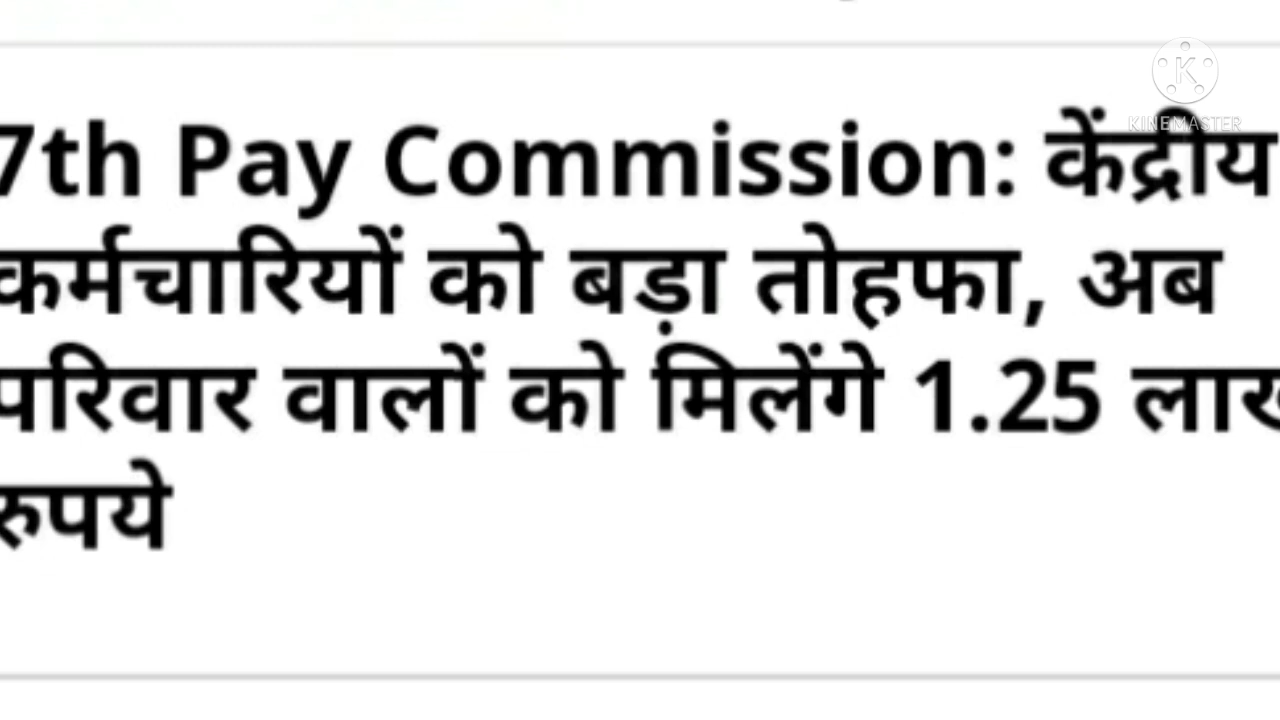 7th Pay Commission: केंद्रीय
कर्मचारियों को बड़ा तोहफा, अब
परिवार वालों को मिलेंगे 1.25 लाख
रुपये
K
KINEMASTER